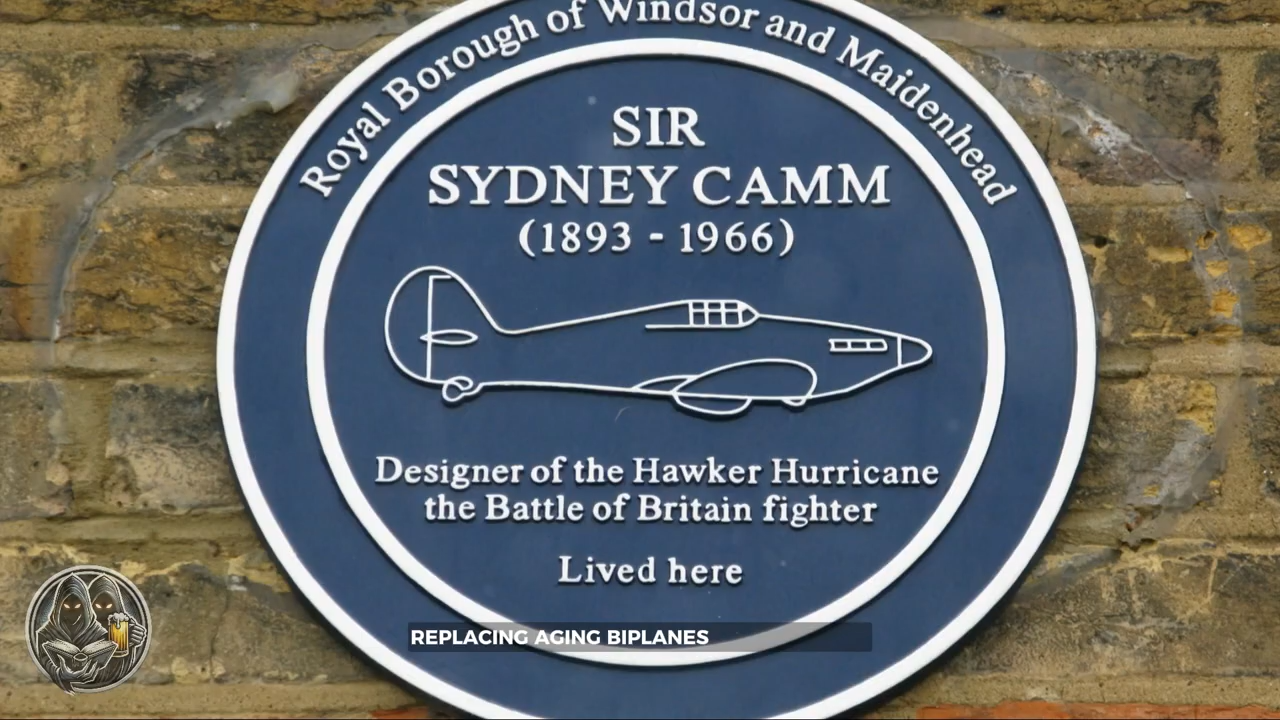 Royal Borough of Windsor and Maidenhead
SIR
SYDNEY CAMM
(1893 - 1966)
Designer of the Hawker Hurricane
the Battle of Britain fighter
Lived here
REPLACING AGING BIPLANES